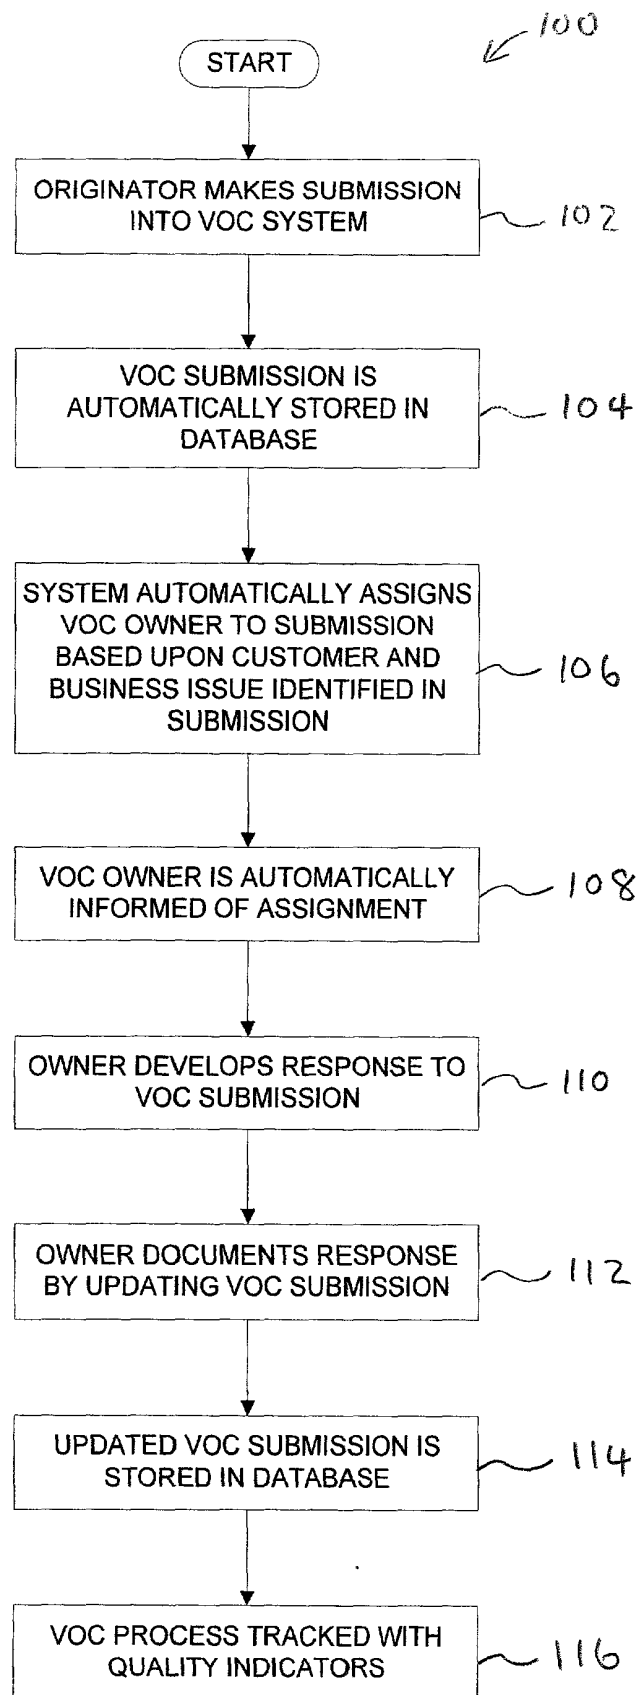 100
START
ORIGINATOR MAKES SUBMISSION
INTO VOC SYSTEM
102
VOC SUBMISSION IS
AUTOMATICALLY STORED IN
DATABASE
104
SYSTEM AUTOMATICALLY ASSIGNS
VOC OWNER TO SUBMISSION
BASED UPON CUSTOMER AND
BUSINESS ISSUE IDENTIFIED IN
SUBMISSION
106
VOC OWNER IS AUTOMATICALLY
INFORMED OF ASSIGNMENT
108
OWNER DEVELOPS RESPONSE TO
VOC SUBMISSION
110
OWNER DOCUMENTS RESPONSE
BY UPDATING VOC SUBMISSION
112
UPDATED VOC SUBMISSION IS
STORED IN DATABASE
114
VOC PROCESS TRACKED WITH
QUALITY INDICATORS
116